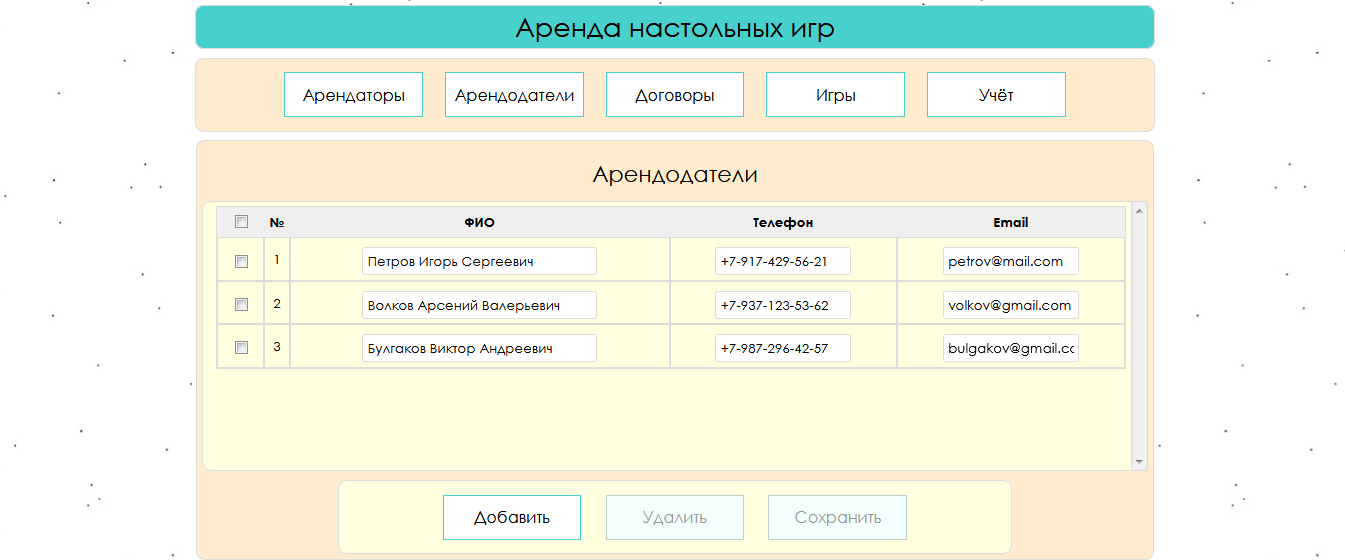 Аренда настольных игр
Арендаторы Арендодатели Договоры Игры Учёт
Арендодатели
№ ФИО Телефон Email
1 Петров Игорь Сергеевич +7-917-429-56-21 petrov@mail.com
2 Волков Арсений Валерьевич +7-937-123-53-62 volkov@gmail.com
3 Булгаков Виктор Андреевич +7-987-296-42-57 bulgakov@gmail.co
Добавить Удалить Сохранить